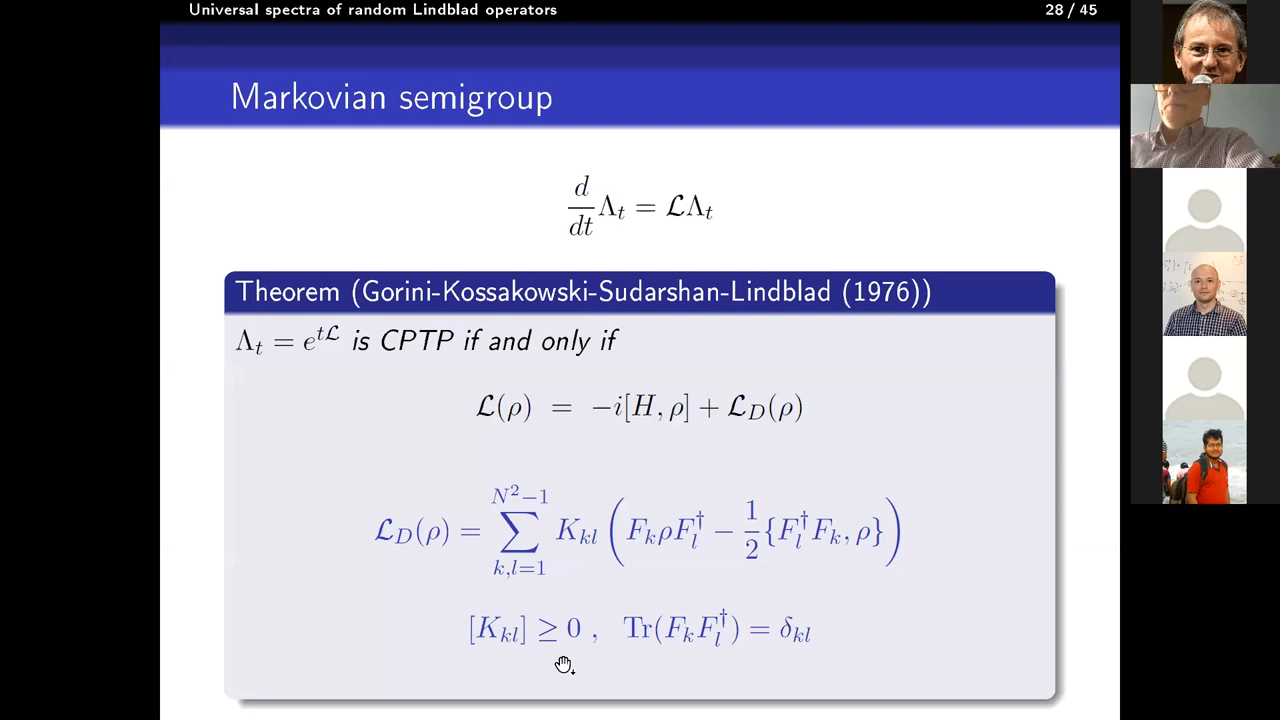 Universal spectra of random Lindblad operators 28 / 45
Markovian semigroup
d/dt Λ_t = ℒΛ_t
Theorem (Gorini-Kossakowski-Sudarshan-Lindblad (1976))
Λ_t = e^{tℒ} is CPTP if and only if
ℒ(ρ) = −i[H, ρ] + ℒ_D(ρ)
ℒ_D(ρ) = ∑_{k,l=1}^{N²−1} K_{kl} ( F_k ρ F_l^† − 1/2 {F_l^† F_k, ρ} )
[K_{kl}] ≥ 0 , Tr(F_k F_l^†) = δ_{kl}